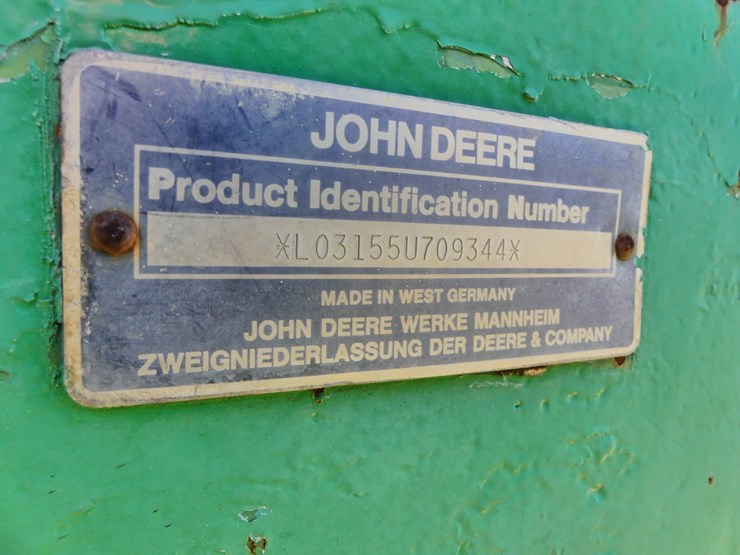 JOHN DEERE
Product Identification Number
*L03155U709344*
MADE IN WEST GERMANY
JOHN DEERE WERKE MANNHEIM
ZWEIGNIEDERLASSUNG DER DEERE & COMPANY